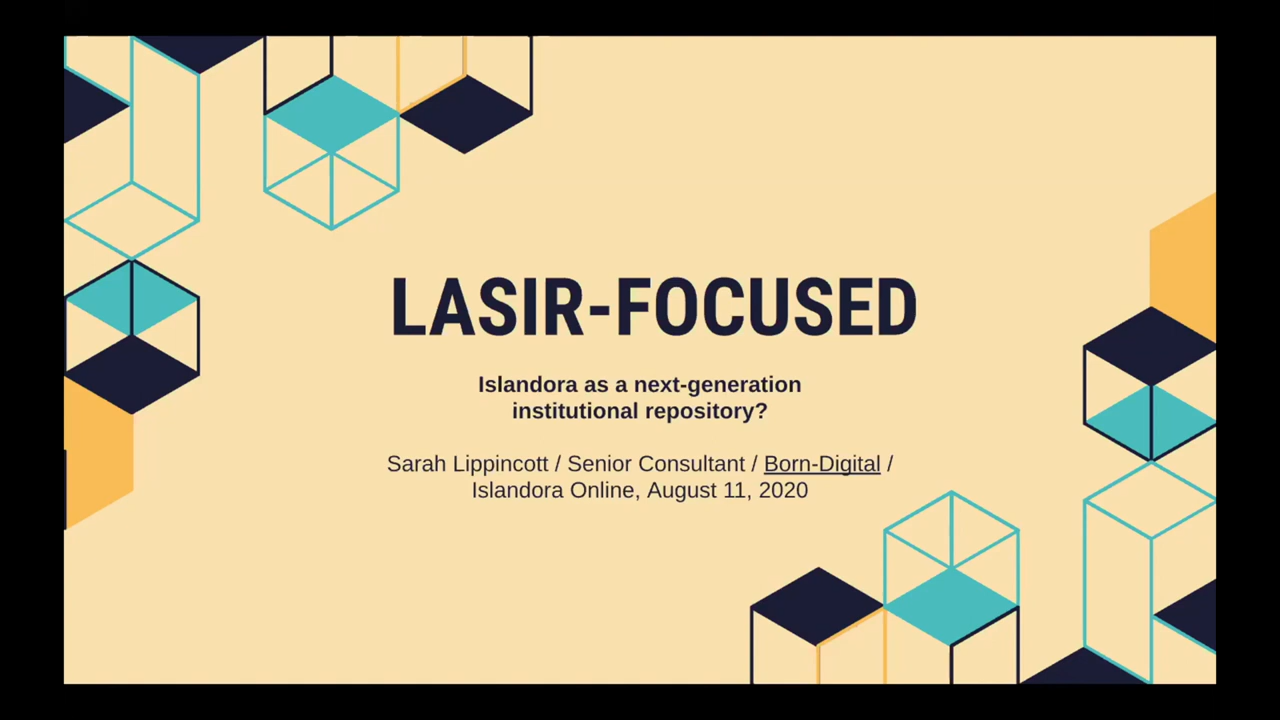 LASIR-FOCUSED
Islandora as a next-generation
institutional repository?
Sarah Lippincott / Senior Consultant / Born-Digital /
Islandora Online, August 11, 2020